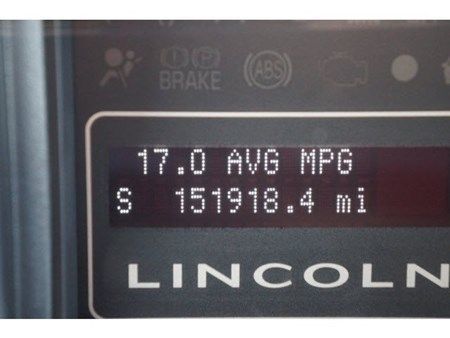 (!) (P)
BRAKE (ABS)
17.0 AVG MPG
S 151918.4 mi
LINCOLN